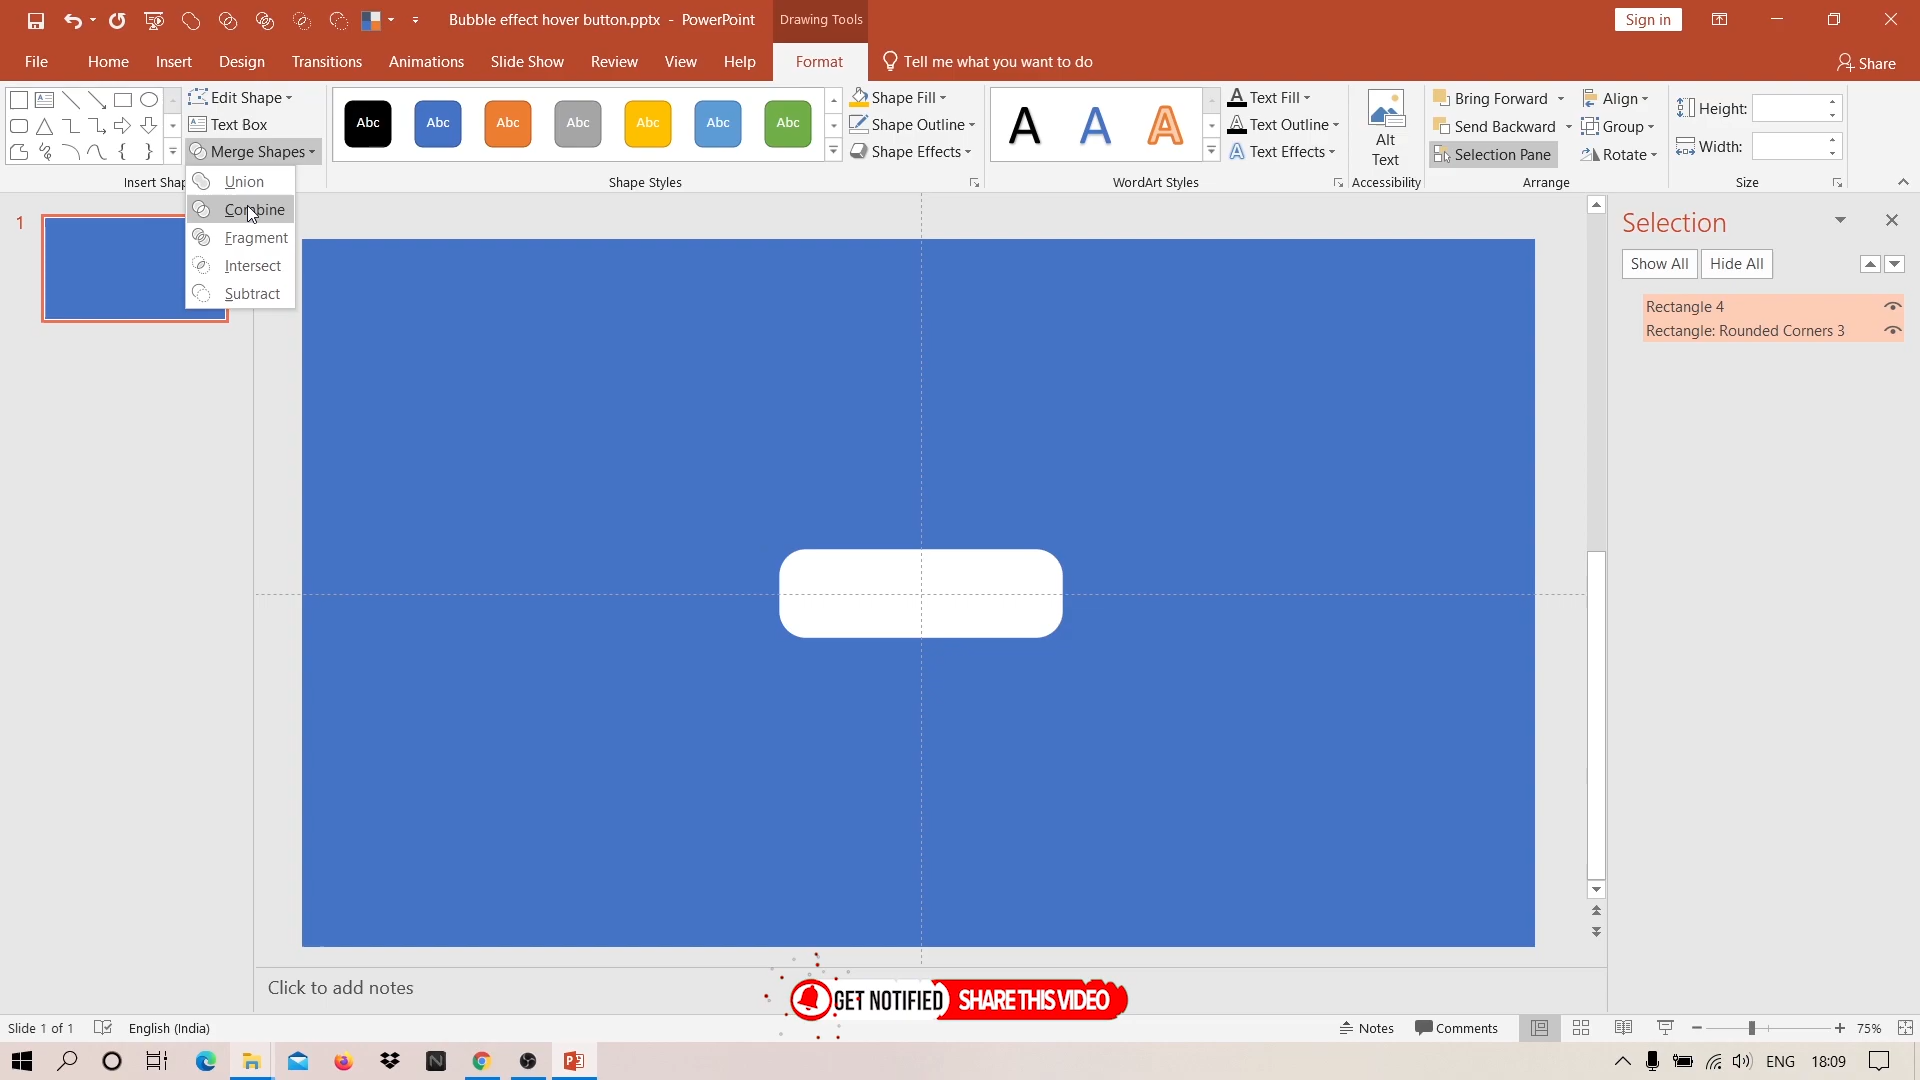 Bubble effect hover button.pptx - PowerPoint
Drawing Tools
Sign in
File
Home
Insert
Design
Transitions
Animations
Slide Show
Review
View
Help
Format
Tell me what you want to do
Share
Edit Shape
Text Box
Merge Shapes
Insert Shap
Union
Combine
Fragment
Intersect
Subtract
Abc
Abc
Abc
Abc
Abc
Abc
Abc
Shape Styles
Shape Fill
Shape Outline
Shape Effects
A
A
A
WordArt Styles
Text Fill
Text Outline
Text Effects
Alt
Text
Accessibility
Bring Forward
Send Backward
Selection Pane
Align
Group
Rotate
Arrange
Height:
Width:
Size
1
Selection
Show All
Hide All
Rectangle 4
Rectangle: Rounded Corners 3
Click to add notes
GET NOTIFIED
SHARE THIS VIDEO
Slide 1 of 1
English (India)
Notes
Comments
75%
ENG
18:09